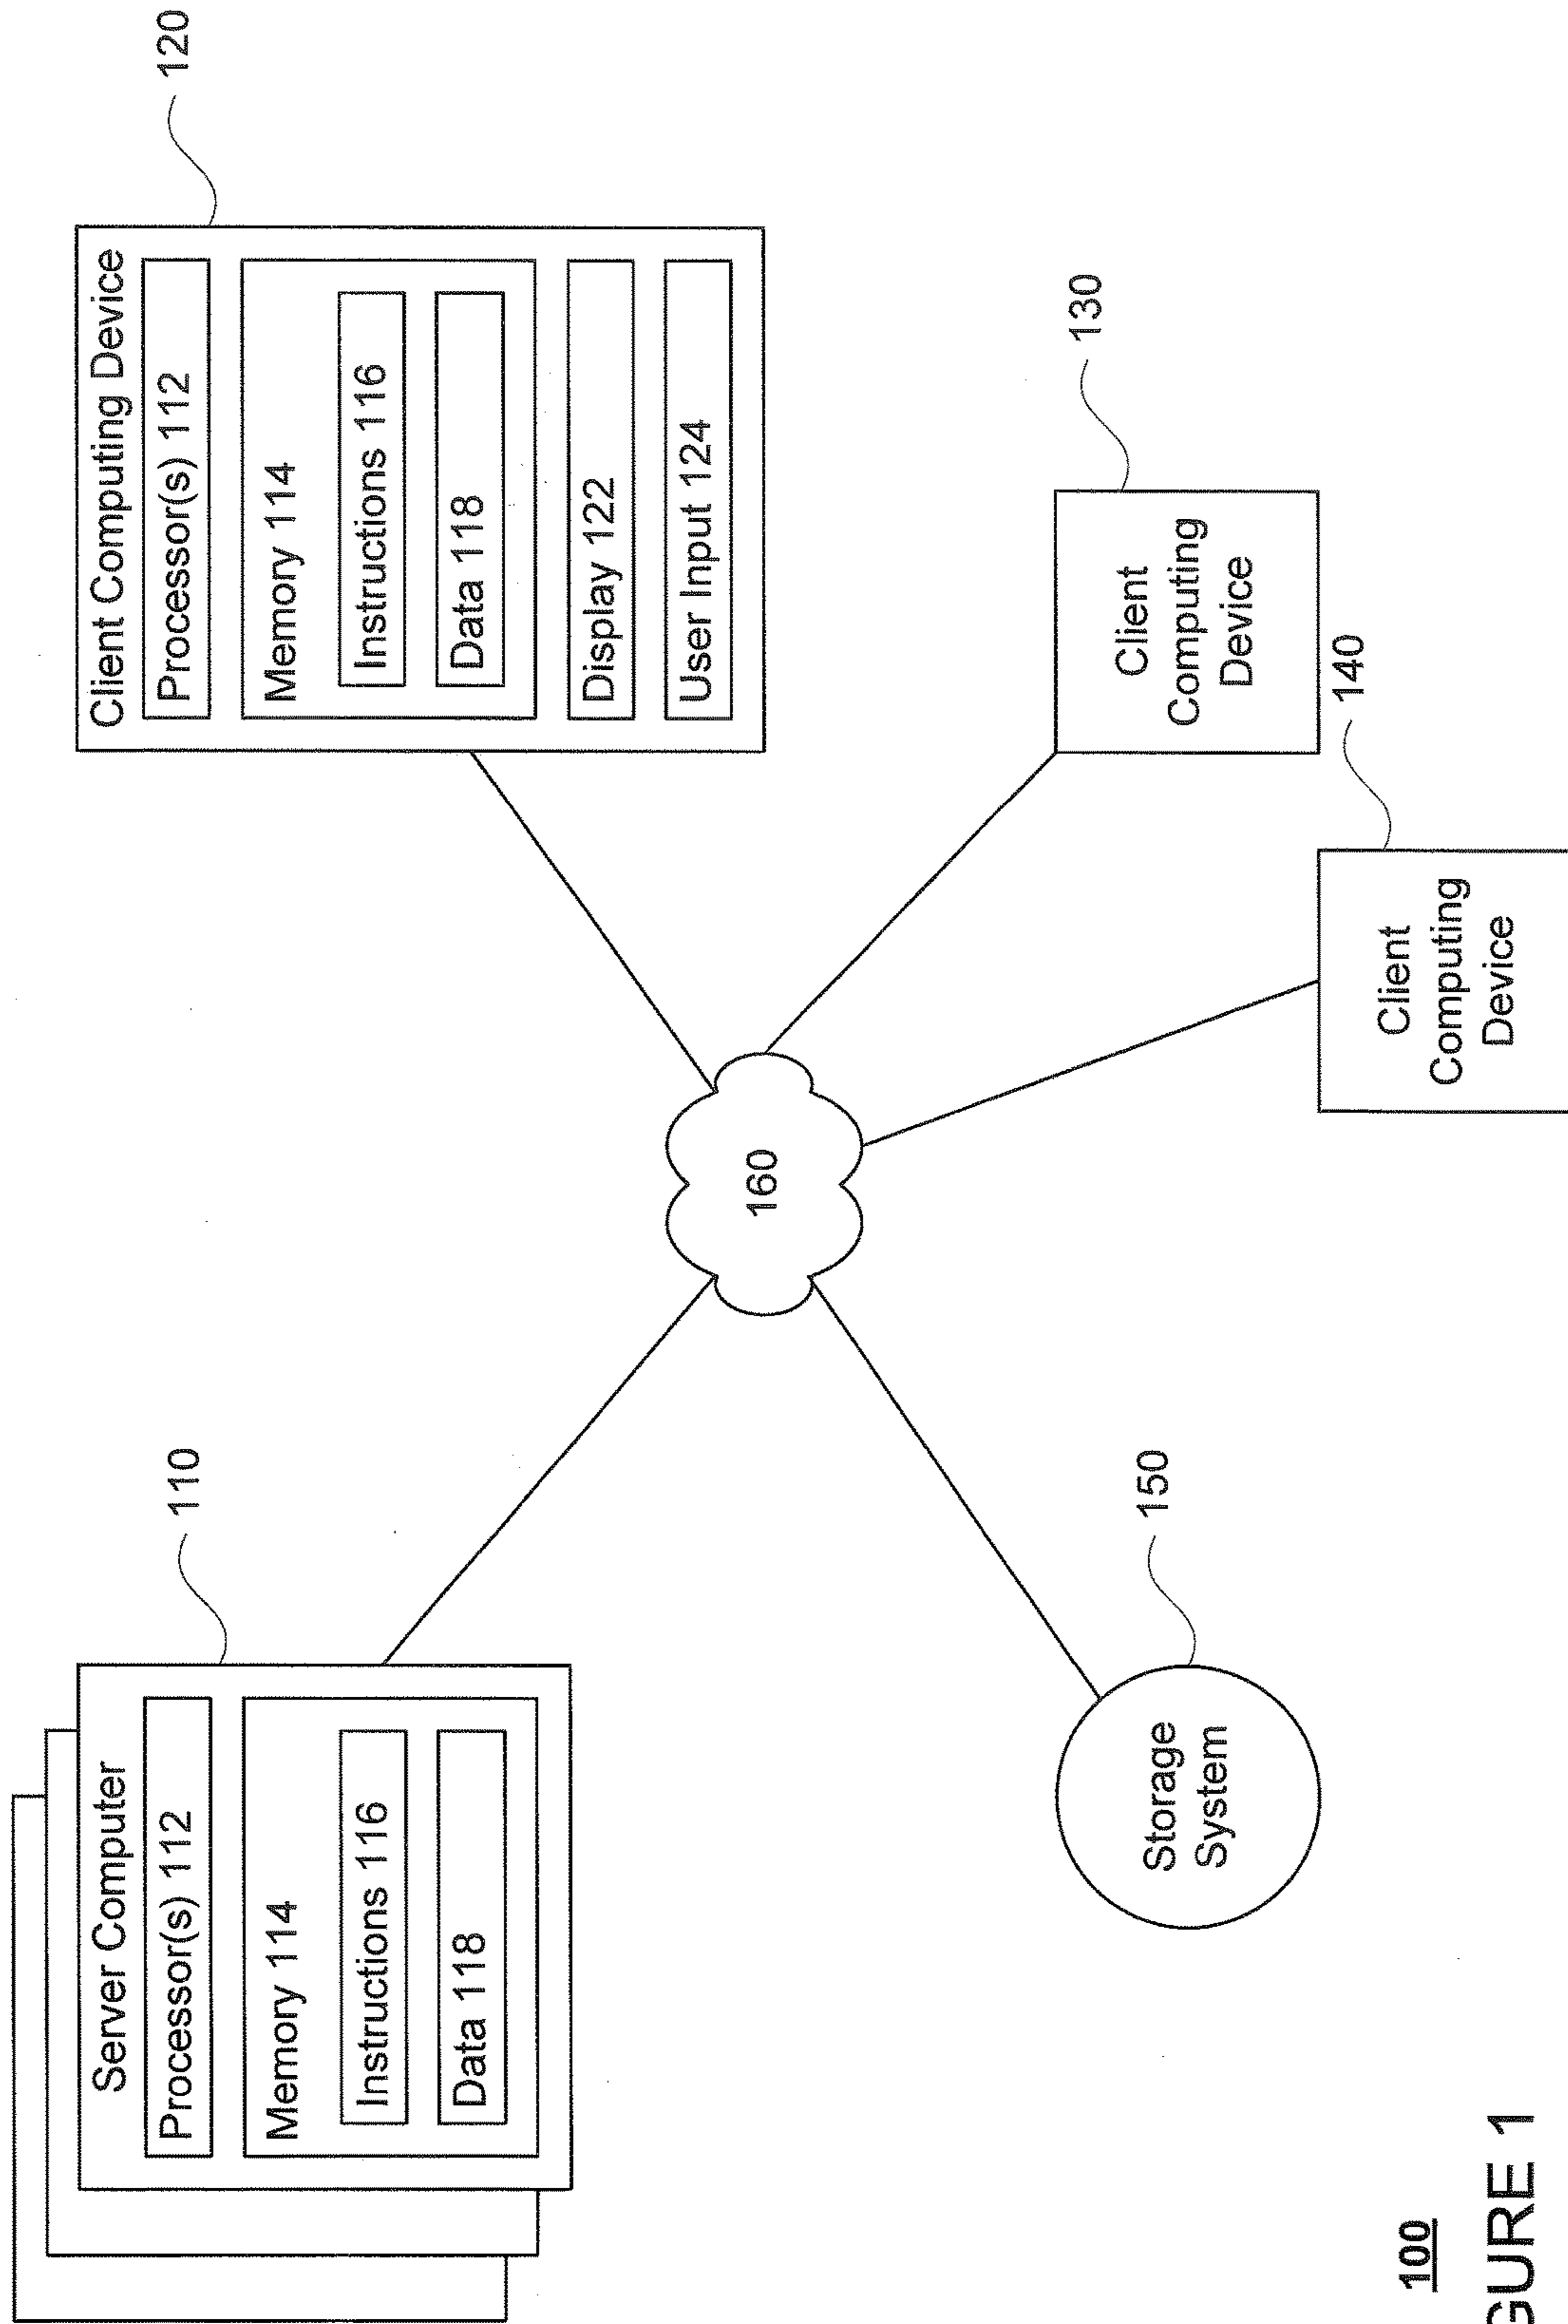 Server Computer
110
Processor(s) 112
Memory 114
Instructions 116
Data 118
Client Computing Device
120
Processor(s) 112
Memory 114
Instructions 116
Data 118
Display 122
User Input 124
160
Client
Computing
Device
130
Client
Computing
Device
140
Storage
System
150
100
GURE 1